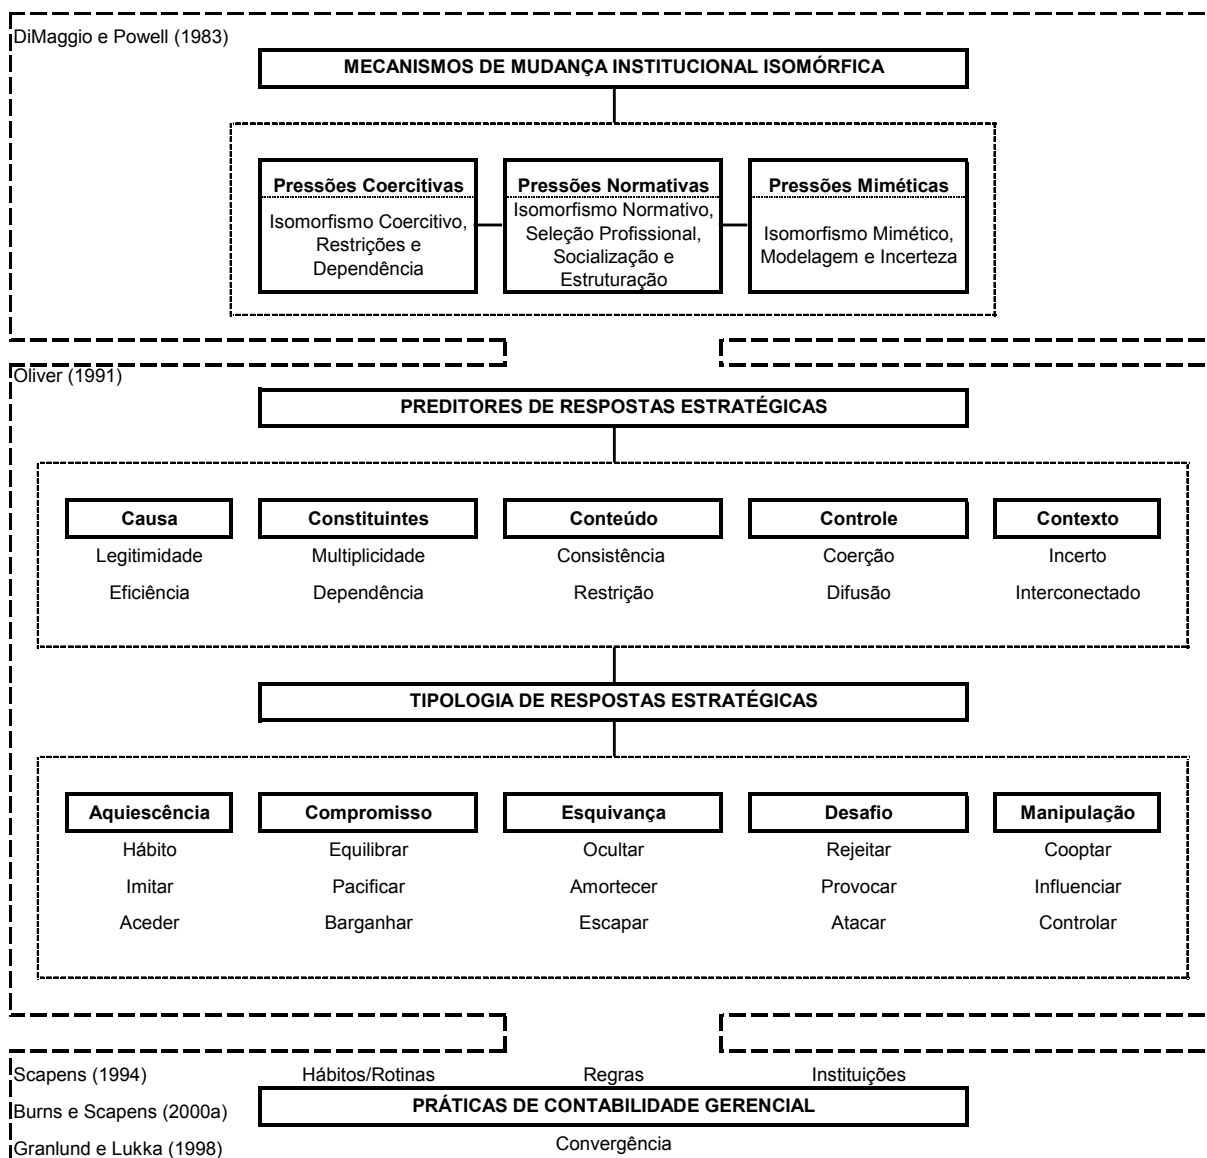 DiMaggio e Powell (1983)
MECANISMOS DE MUDANÇA INSTITUCIONAL ISOMÓRFICA
Pressões Coercitivas
Isomorfismo Coercitivo,
Restrições e
Dependência
Pressões Normativas
Isomorfismo Normativo,
Seleção Profissional,
Socialização e
Estruturação
Pressões Miméticas
Isomorfismo Mimético,
Modelagem e Incerteza
Oliver (1991)
PREDITORES DE RESPOSTAS ESTRATÉGICAS
Causa
Legitimidade
Eficiência
Constituintes
Multiplicidade
Dependência
Conteúdo
Consistência
Restrição
Controle
Coerção
Difusão
Contexto
Incerto
Interconectado
TIPOLOGIA DE RESPOSTAS ESTRATÉGICAS
Aquiescência
Hábito
Imitar
Aceder
Compromisso
Equilibrar
Pacificar
Barganhar
Esquivança
Ocultar
Amortecer
Escapar
Desafio
Rejeitar
Provocar
Atacar
Manipulação
Cooptar
Influenciar
Controlar
Scapens (1994)
Hábitos/Rotinas
Regras
Instituições
Burns e Scapens (2000a)
PRÁTICAS DE CONTABILIDADE GERENCIAL
Granlund e Lukka (1998)
Convergência